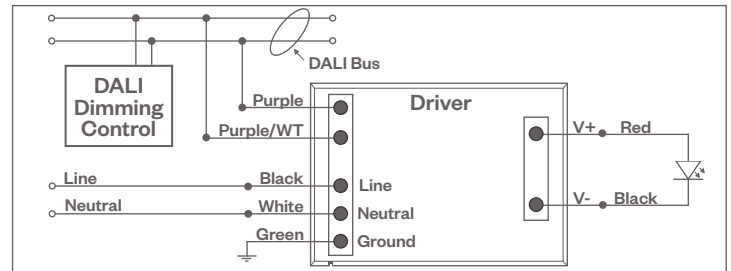 DALI Bus
DALI
Dimming
Control
Purple
Driver
Purple/WT
V+ Red
Line Black Line
Neutral White Neutral
V- Black
Green Ground